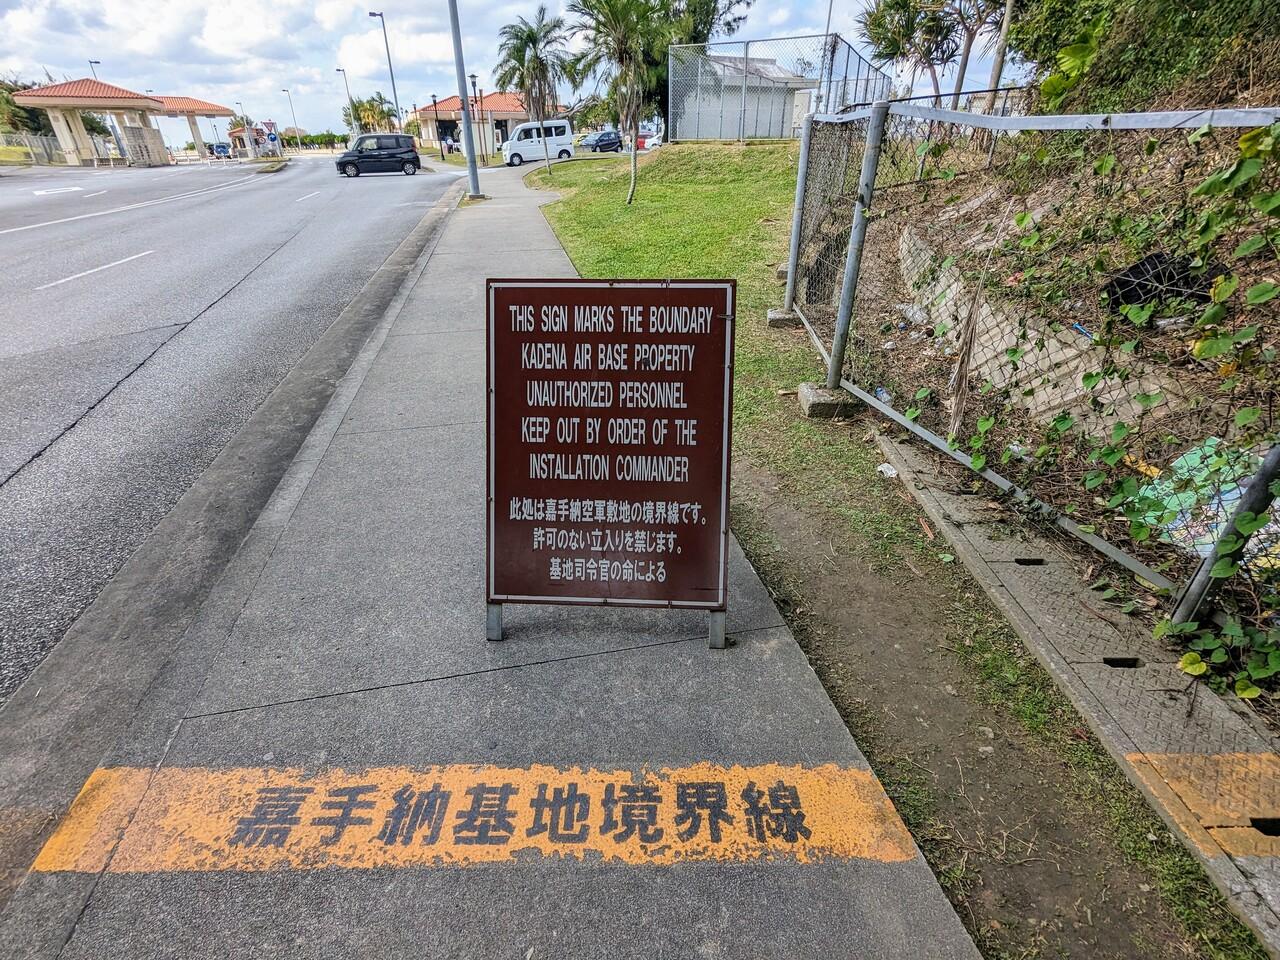 THIS SIGN MARKS THE BOUNDARY
KADENA AIR BASE PROPERTY
UNAUTHORIZED PERSONNEL
KEEP OUT BY ORDER OF THE
INSTALLATION COMMANDER
此処は嘉手納空軍敷地の境界線です。
許可のない立入りを禁じます。
基地司令官の命による
嘉手納基地境界線